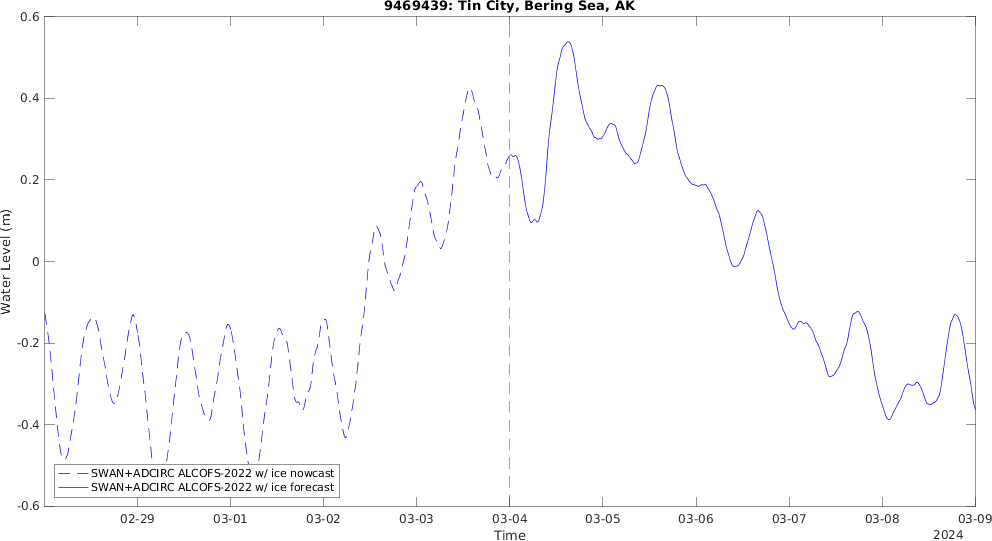 9469439: Tin City, Bering Sea, AK
0.6
0.4
0.2
0
-0.2
-0.4
-0.6
Water Level (m)
SWAN+ADCIRC ALCOFS-2022 w/ ice nowcast
SWAN+ADCIRC ALCOFS-2022 w/ ice forecast
02-29 03-01 03-02 03-03 03-04 03-05 03-06 03-07 03-08 03-09
Time
2024